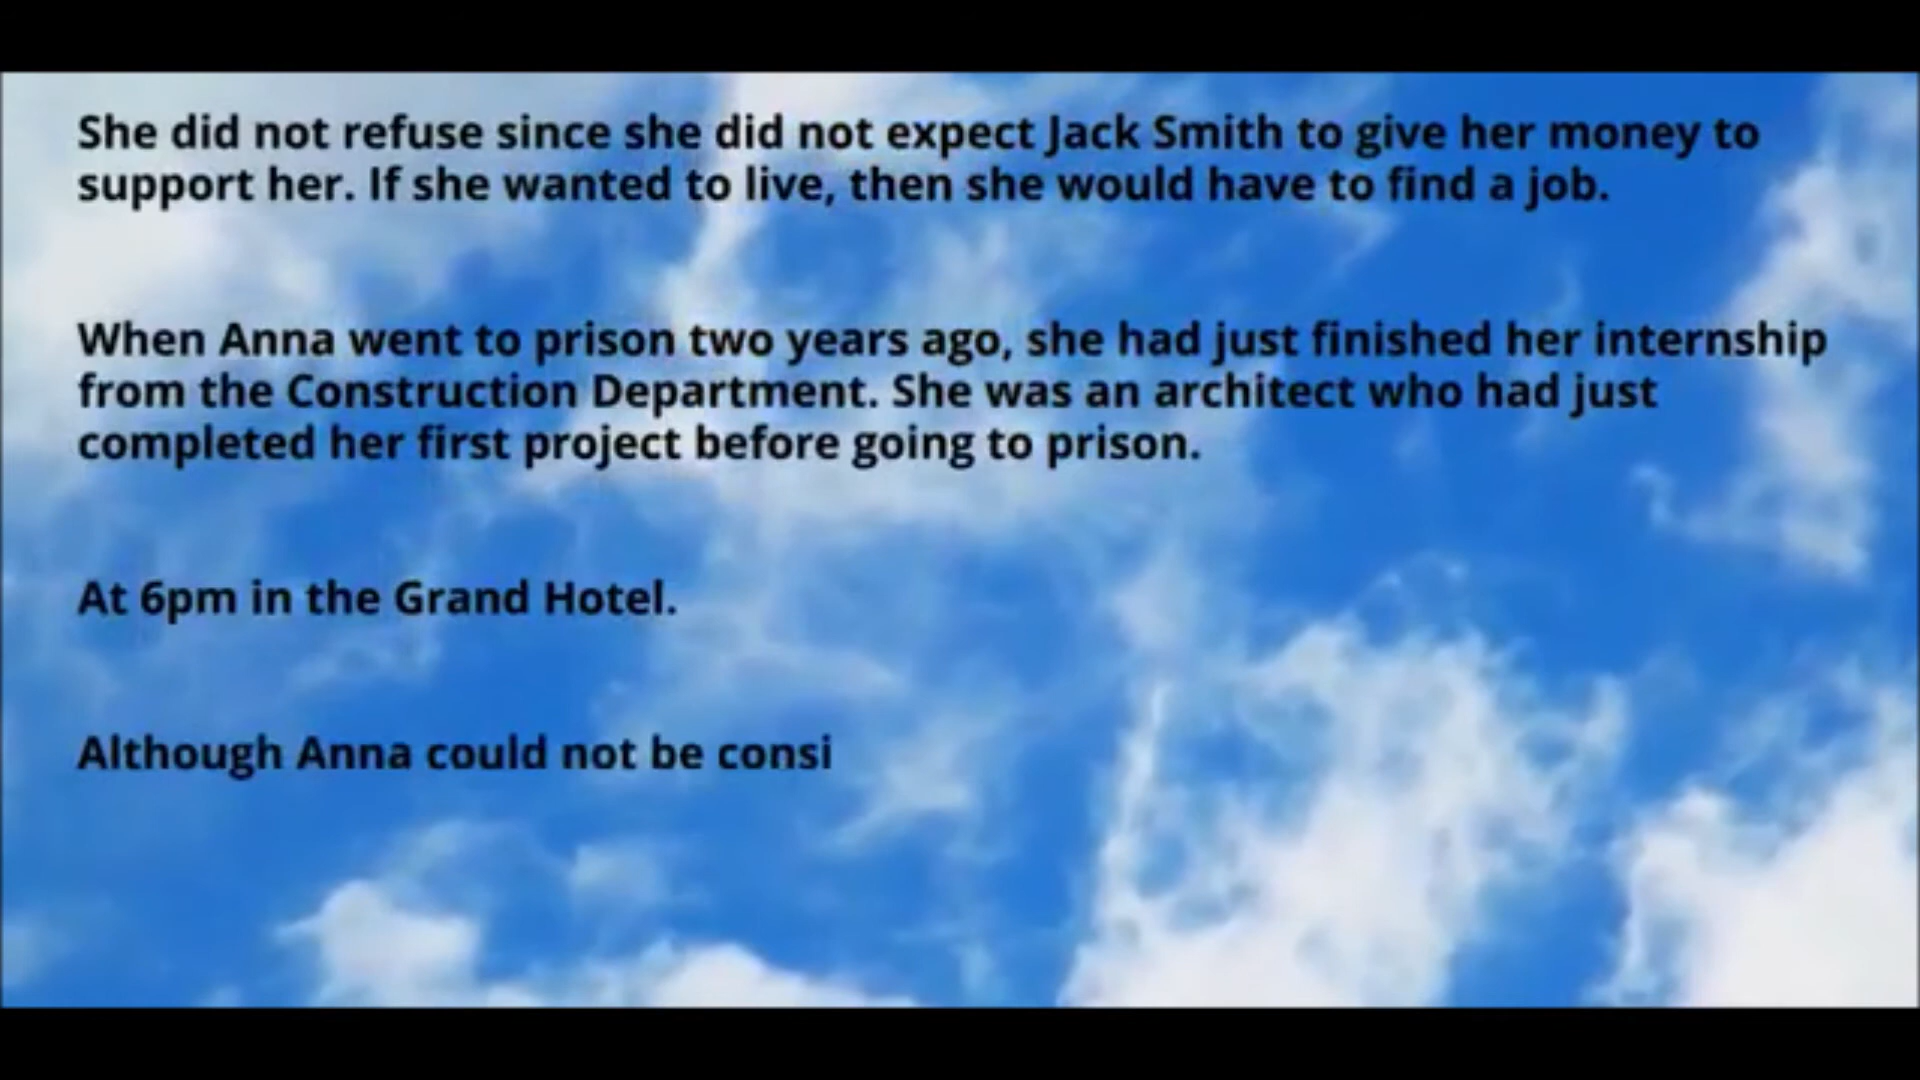 She did not refuse since she did not expect Jack Smith to give her money to
support her. If she wanted to live, then she would have to find a job.
When Anna went to prison two years ago, she had just finished her internship
from the Construction Department. She was an architect who had just
completed her first project before going to prison.
At 6pm in the Grand Hotel.
Although Anna could not be consi